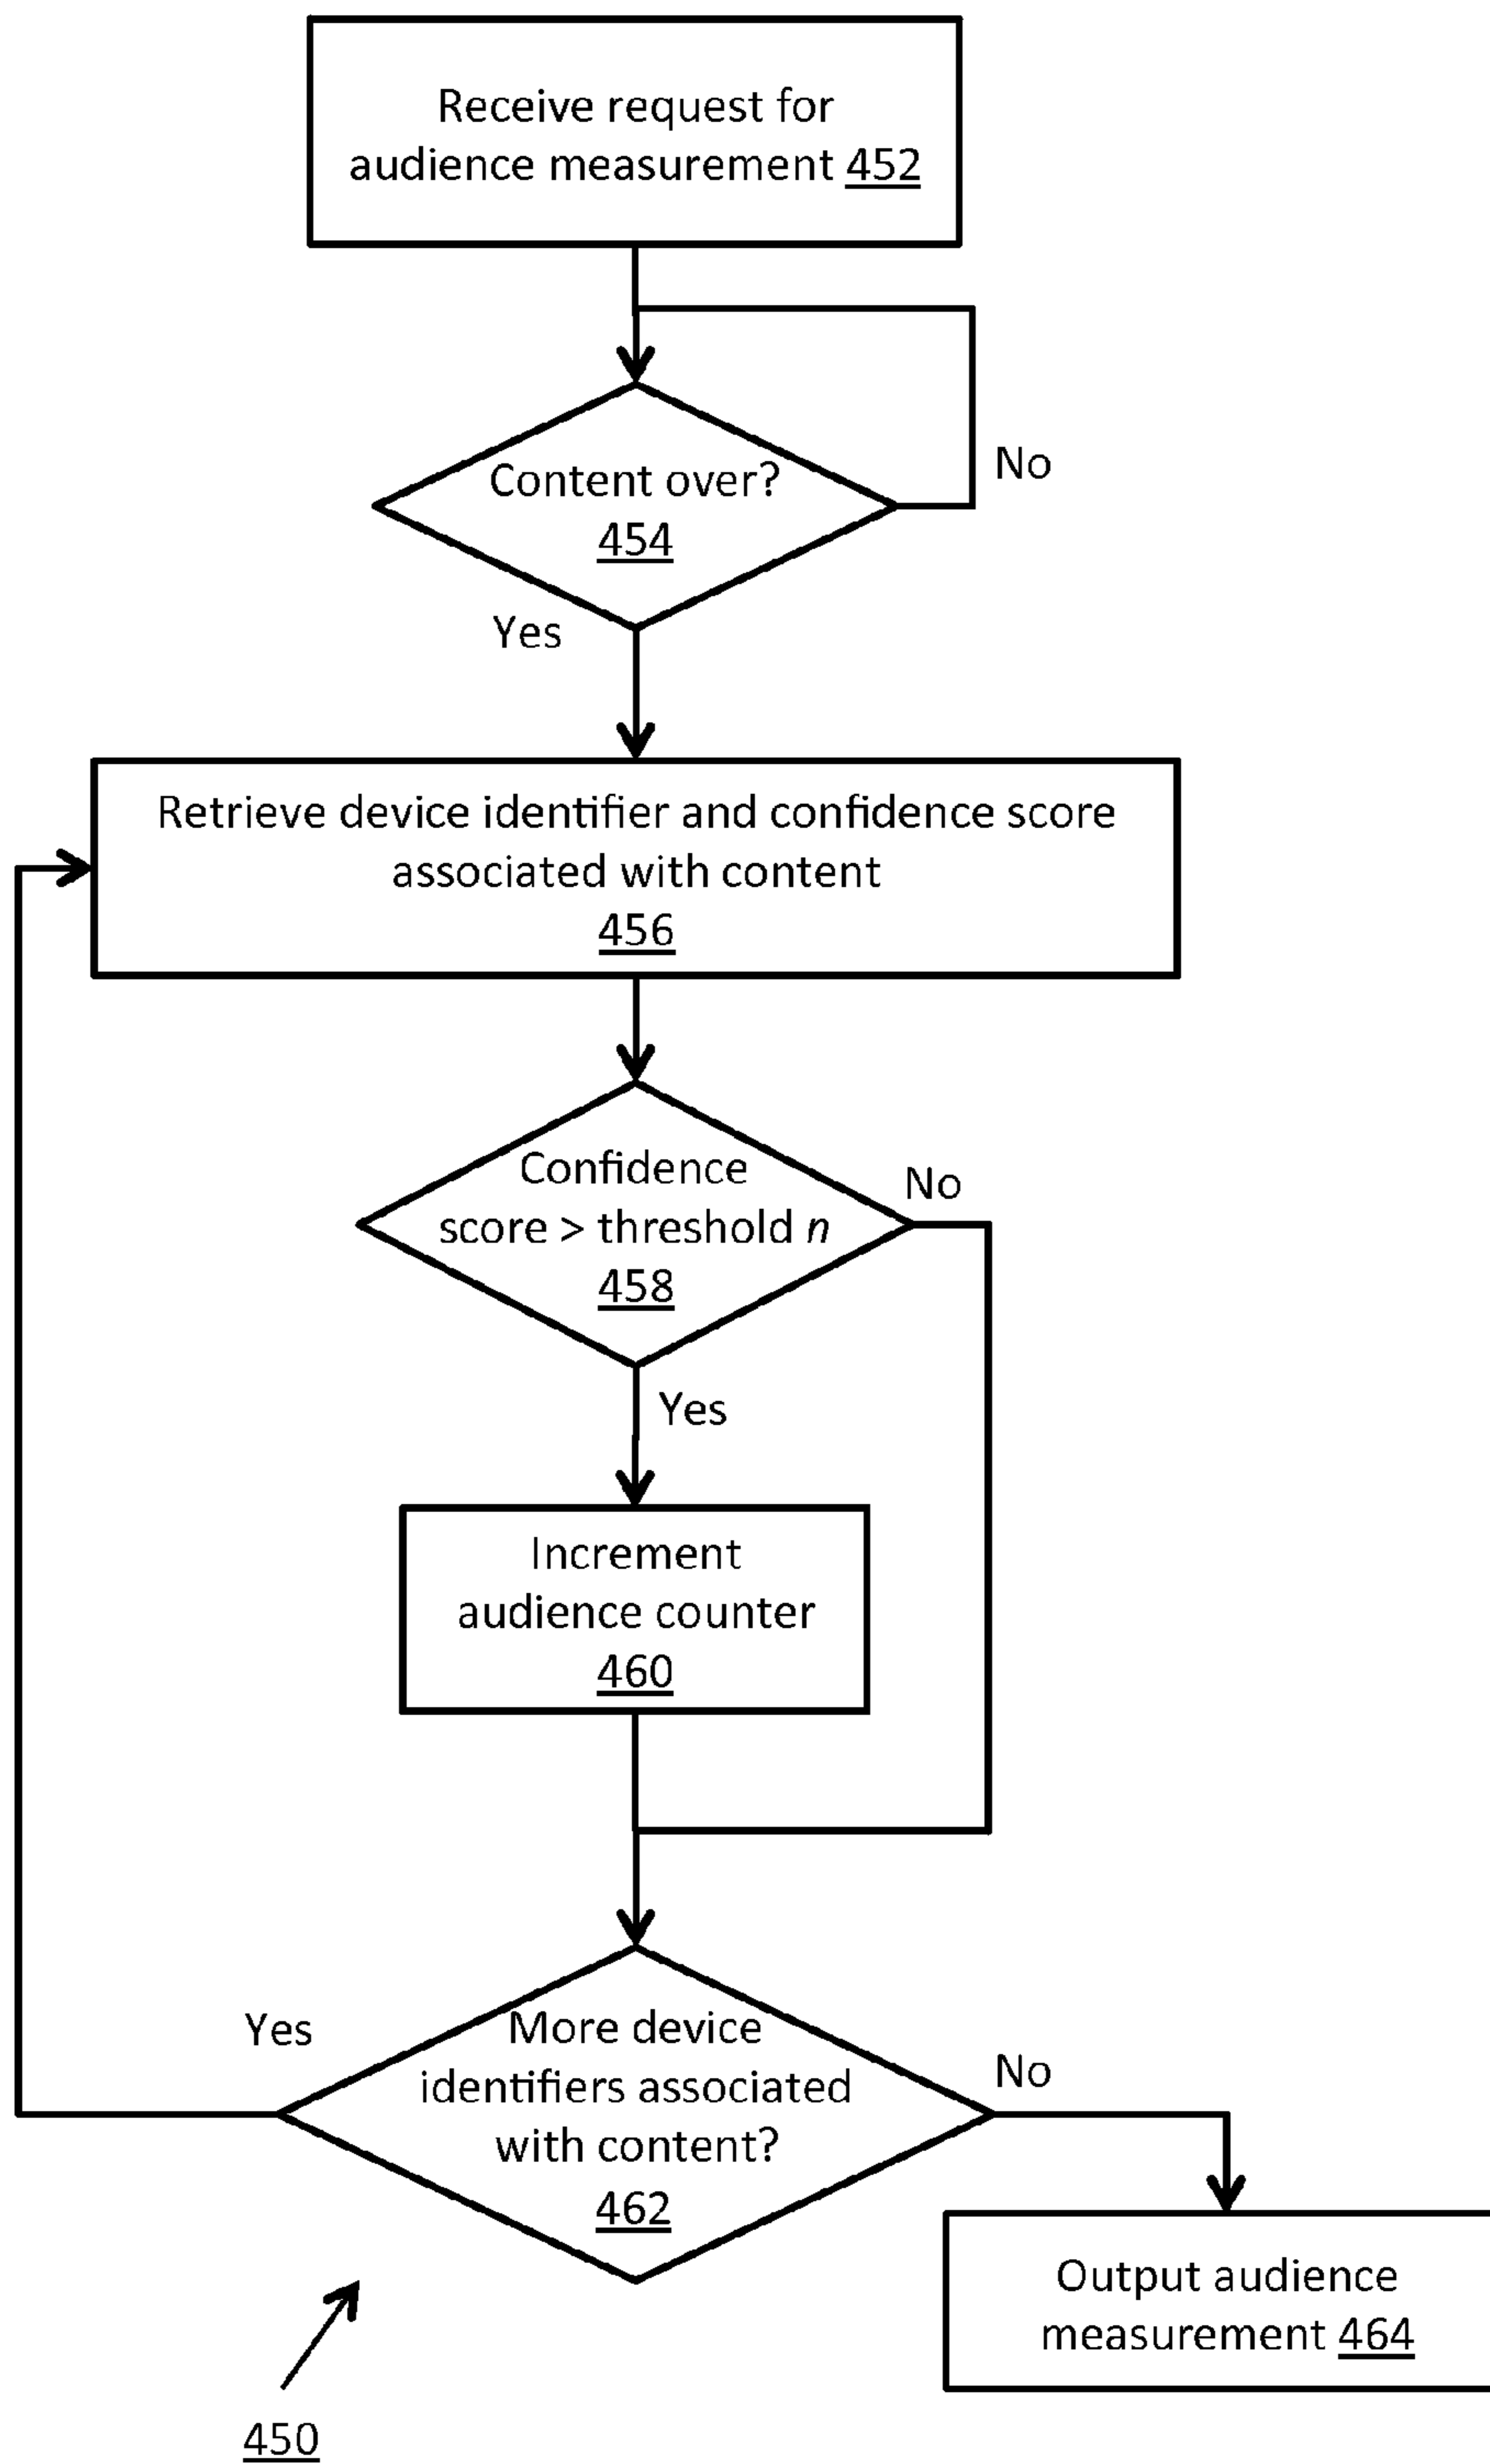 Receive request for
audience measurement 452
Content over?
454
No
Yes
Retrieve device identifier and confidence score
associated with content
456
Confidence
score > threshold n
458
No
Yes
Increment
audience counter
460
More device
identifiers associated
with content?
462
Yes
No
Output audience
measurement 464
450